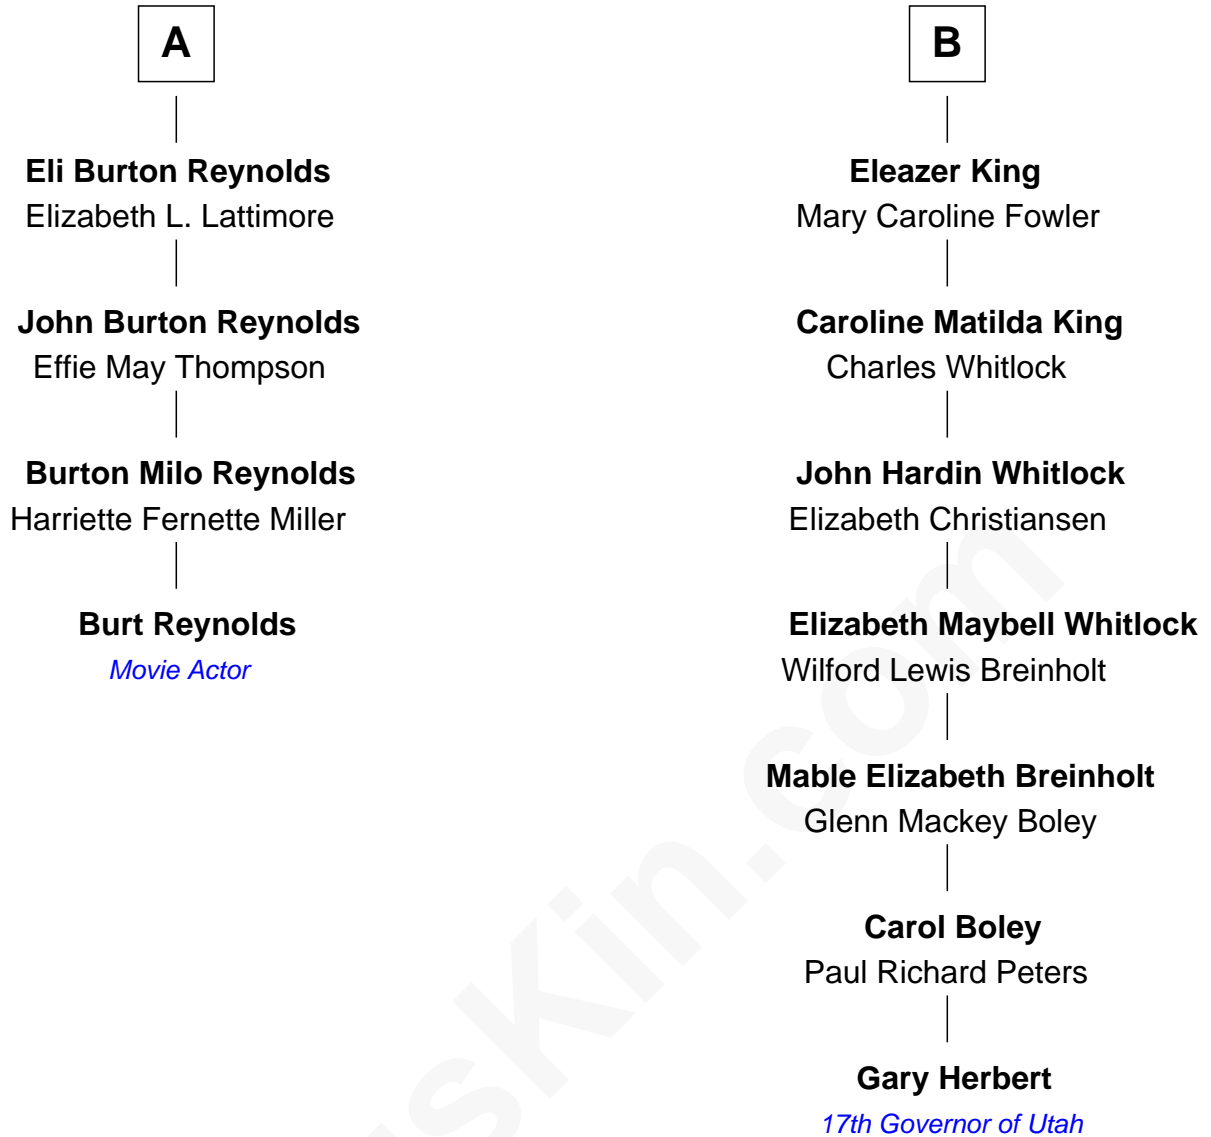 A
Eli Burton Reynolds
Elizabeth L. Lattimore
John Burton Reynolds
Effie May Thompson
Burton Milo Reynolds
Harriette Fernette Miller
Burt Reynolds
Movie Actor
B
Eleazer King
Mary Caroline Fowler
Caroline Matilda King
Charles Whitlock
John Hardin Whitlock
Elizabeth Christiansen
Elizabeth Maybell Whitlock
Wilford Lewis Breinholt
Mable Elizabeth Breinholt
Glenn Mackey Boley
Carol Boley
Paul Richard Peters
Gary Herbert
17th Governor of Utah